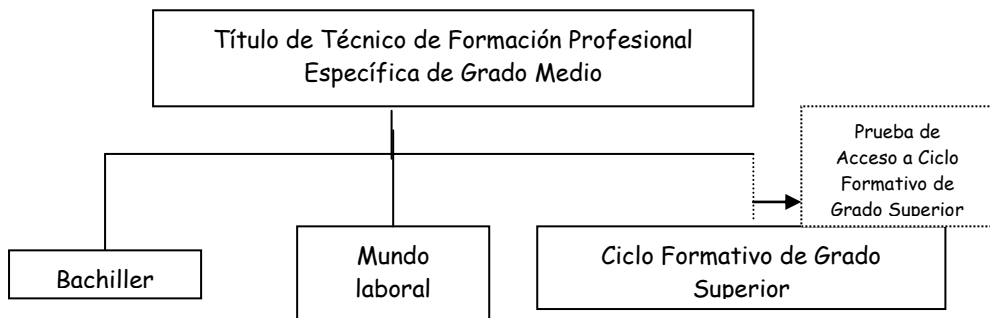 Título de Técnico de Formación Profesional
Específica de Grado Medio
Prueba de
Acceso a Ciclo
Formativo de
Grado Superior
Bachiller
Mundo
laboral
Ciclo Formativo de Grado
Superior